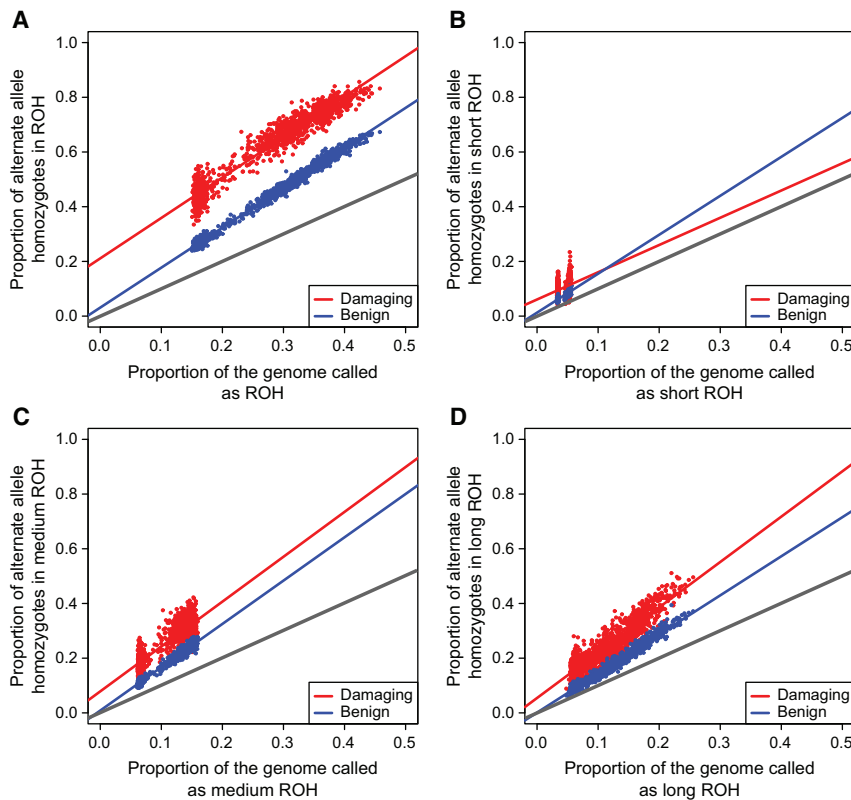 A
Proportion of alternate allele
homozygotes in ROH
1.0
0.8
0.6
0.4
0.2
0.0
0.0 0.1 0.2 0.3 0.4 0.5
Damaging
Benign
Proportion of the genome called
as ROH
B
Proportion of alternate allele
homozygotes in short ROH
1.0
0.8
0.6
0.4
0.2
0.0
0.0 0.1 0.2 0.3 0.4 0.5
Damaging
Benign
Proportion of the genome called
as short ROH
C
Proportion of alternate allele
homozygotes in medium ROH
1.0
0.8
0.6
0.4
0.2
0.0
0.0 0.1 0.2 0.3 0.4 0.5
Damaging
Benign
Proportion of the genome called
as medium ROH
D
Proportion of alternate allele
homozygotes in long ROH
1.0
0.8
0.6
0.4
0.2
0.0
0.0 0.1 0.2 0.3 0.4 0.5
Damaging
Benign
Proportion of the genome called
as long ROH